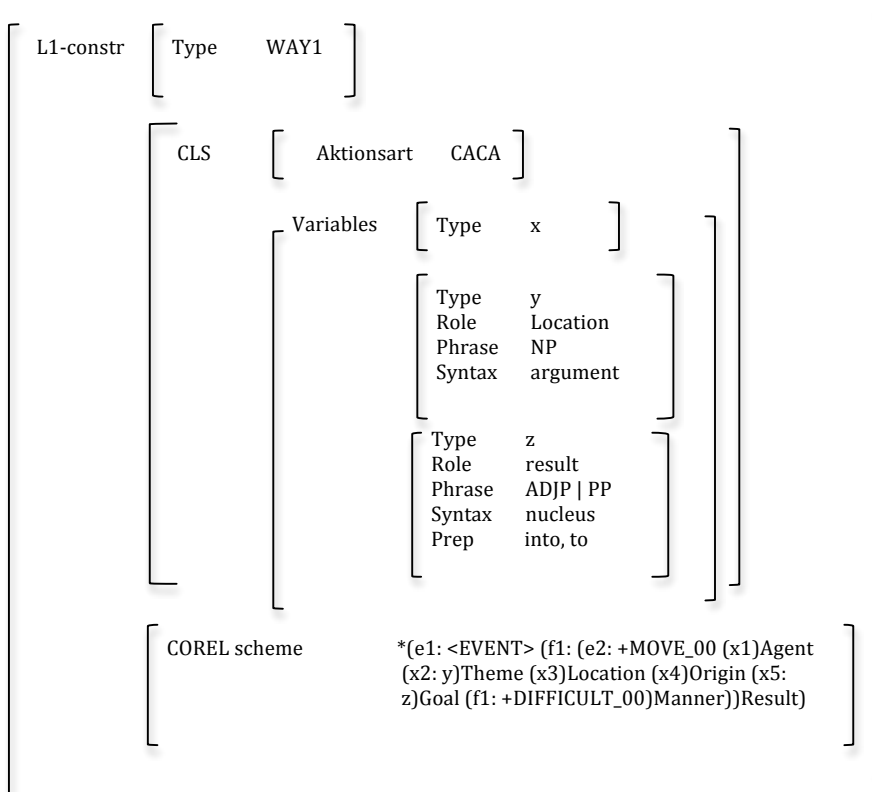 L1-constr Type WAY1
CLS Aktionsart CACA
Variables Type x
Type y
Role Location
Phrase NP
Syntax argument
Type z
Role result
Phrase ADJP | PP
Syntax nucleus
Prep into, to
COREL scheme *(e1: <EVENT> (f1: (e2: +MOVE_00 (x1)Agent
(x2: y)Theme (x3)Location (x4)Origin (x5:
z)Goal (f1: +DIFFICULT_00)Manner))Result)